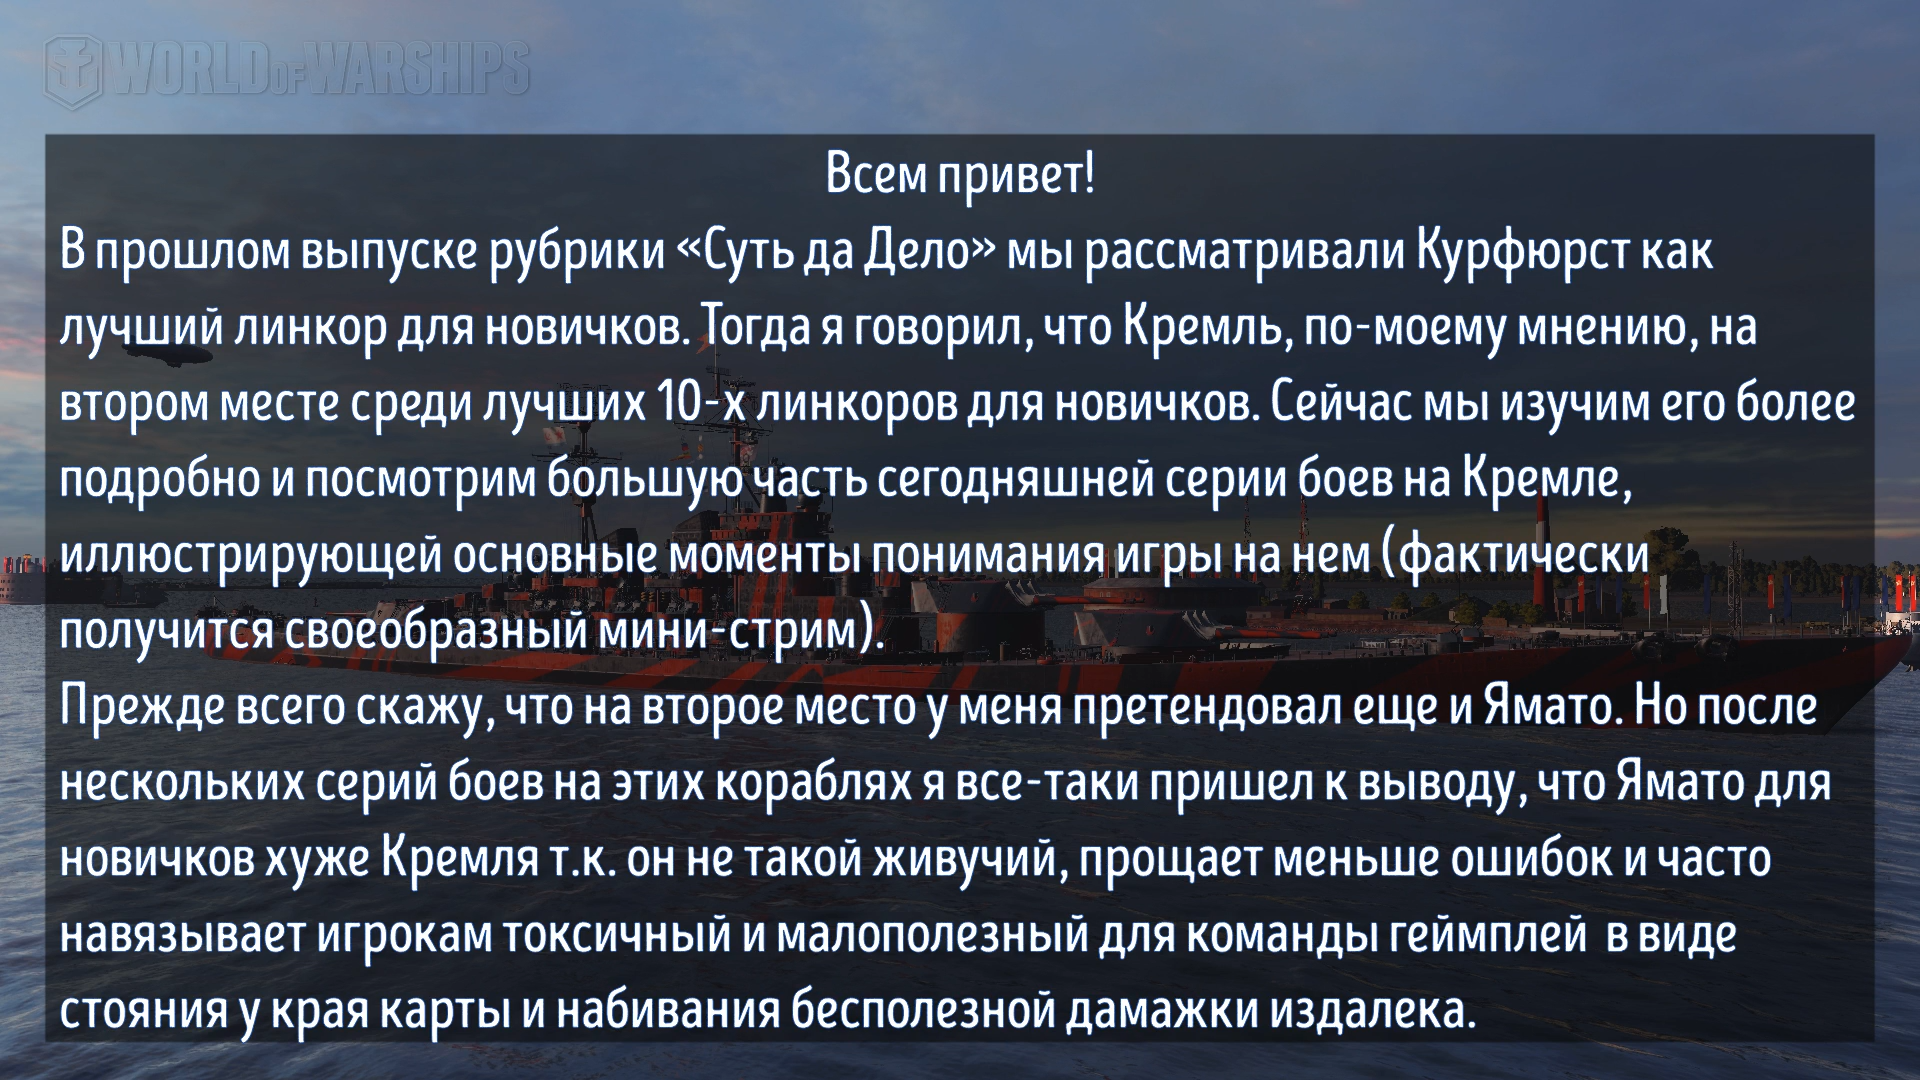 WORLD OF WARSHIPS
Всем привет!
В прошлом выпуске рубрики «Суть да Дело» мы рассматривали Курфюрст как
лучший линкор для новичков. Тогда я говорил, что Кремль, по-моему мнению, на
втором месте среди лучших 10-х линкоров для новичков. Сейчас мы изучим его более
подробно и посмотрим большую часть сегодняшней серии боев на Кремле,
иллюстрирующей основные моменты понимания игры на нем (фактически
получится своеобразный мини-стрим).
Прежде всего скажу, что на второе место у меня претендовал еще и Ямато. Но после
нескольких серий боев на этих кораблях я все-таки пришел к выводу, что Ямато для
новичков хуже Кремля т.к. он не такой живучий, прощает меньше ошибок и часто
навязывает игрокам токсичный и малополезный для команды геймплей в виде
стояния у края карты и набивания бесполезной дамажки издалека.